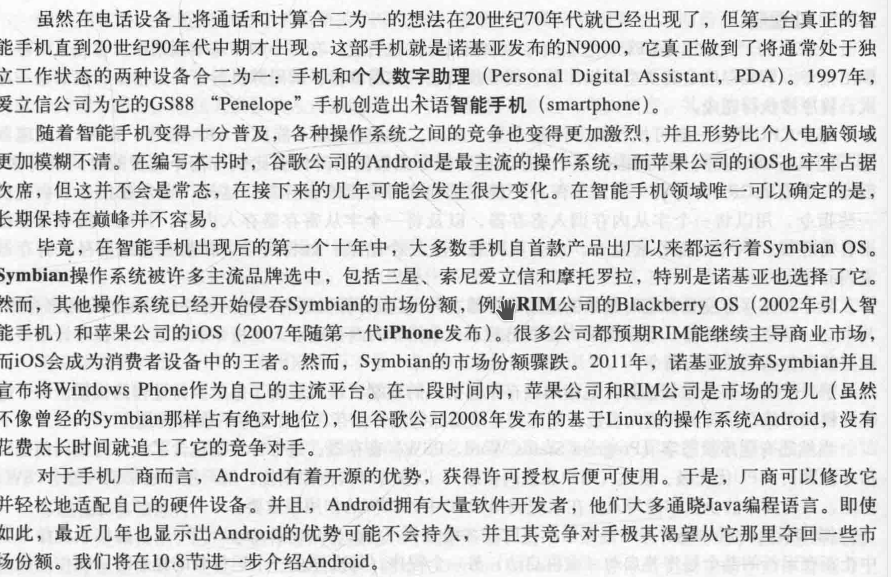 虽然在电话设备上将通话和计算合二为一的想法在20世纪70年代就已经出现了，但第一台真正的智
能手机直到20世纪90年代中期才出现。这部手机就是诺基亚发布的N9000，它真正做到了将通常处于独
立工作状态的两种设备合二为一：手机和个人数字助理（Personal Digital Assistant, PDA）。1997年，
爱立信公司为它的GS88“Penelope”手机创造出术语智能手机（smartphone）。
随着智能手机变得十分普及，各种操作系统之间的竞争也变得更加激烈，并且形势比个人电脑领域
更加模糊不清。在编写本书时，谷歌公司的Android是最主流的操作系统，而苹果公司的iOS也牢牢占据
次席，但这并不会是常态，在接下来的几年可能会发生很大变化。在智能手机领域唯一可以确定的是，
长期保持在巅峰并不容易。
毕竟，在智能手机出现后的第一个十年中，大多数手机自首款产品出厂以来都运行着Symbian OS。
Symbian操作系统被许多主流品牌选中，包括三星、索尼爱立信和摩托罗拉，特别是诺基亚也选择了它。
然而，其他操作系统已经开始侵吞Symbian的市场份额，例如RIM公司的Blackberry OS（2002年引入智
能手机）和苹果公司的iOS（2007年随第一代iPhone发布）。很多公司都预期RIM能继续主导商业市场，
而iOS会成为消费者设备中的王者。然而，Symbian的市场份额骤跌。2011年，诺基亚放弃Symbian并且
宣布将Windows Phone作为自己的主流平台。在一段时间内，苹果公司和RIM公司是市场的宠儿（虽然
不像曾经的Symbian那样占有绝对地位），但谷歌公司2008年发布的基于Linux的操作系统Android，没有
花费太长时间就追上了它的竞争对手。
对于手机厂商而言，Android有着开源的优势，获得许可授权后便可使用。于是，厂商可以修改它
并轻松地适配自己的硬件设备。并且，Android拥有大量软件开发者，他们大多通晓Java编程语言。即使
如此，最近几年也显示出Android的优势可能不会持久，并且其竞争对手极其渴望从它那里夺回一些市
场份额。我们将在10.8节进一步介绍Android。